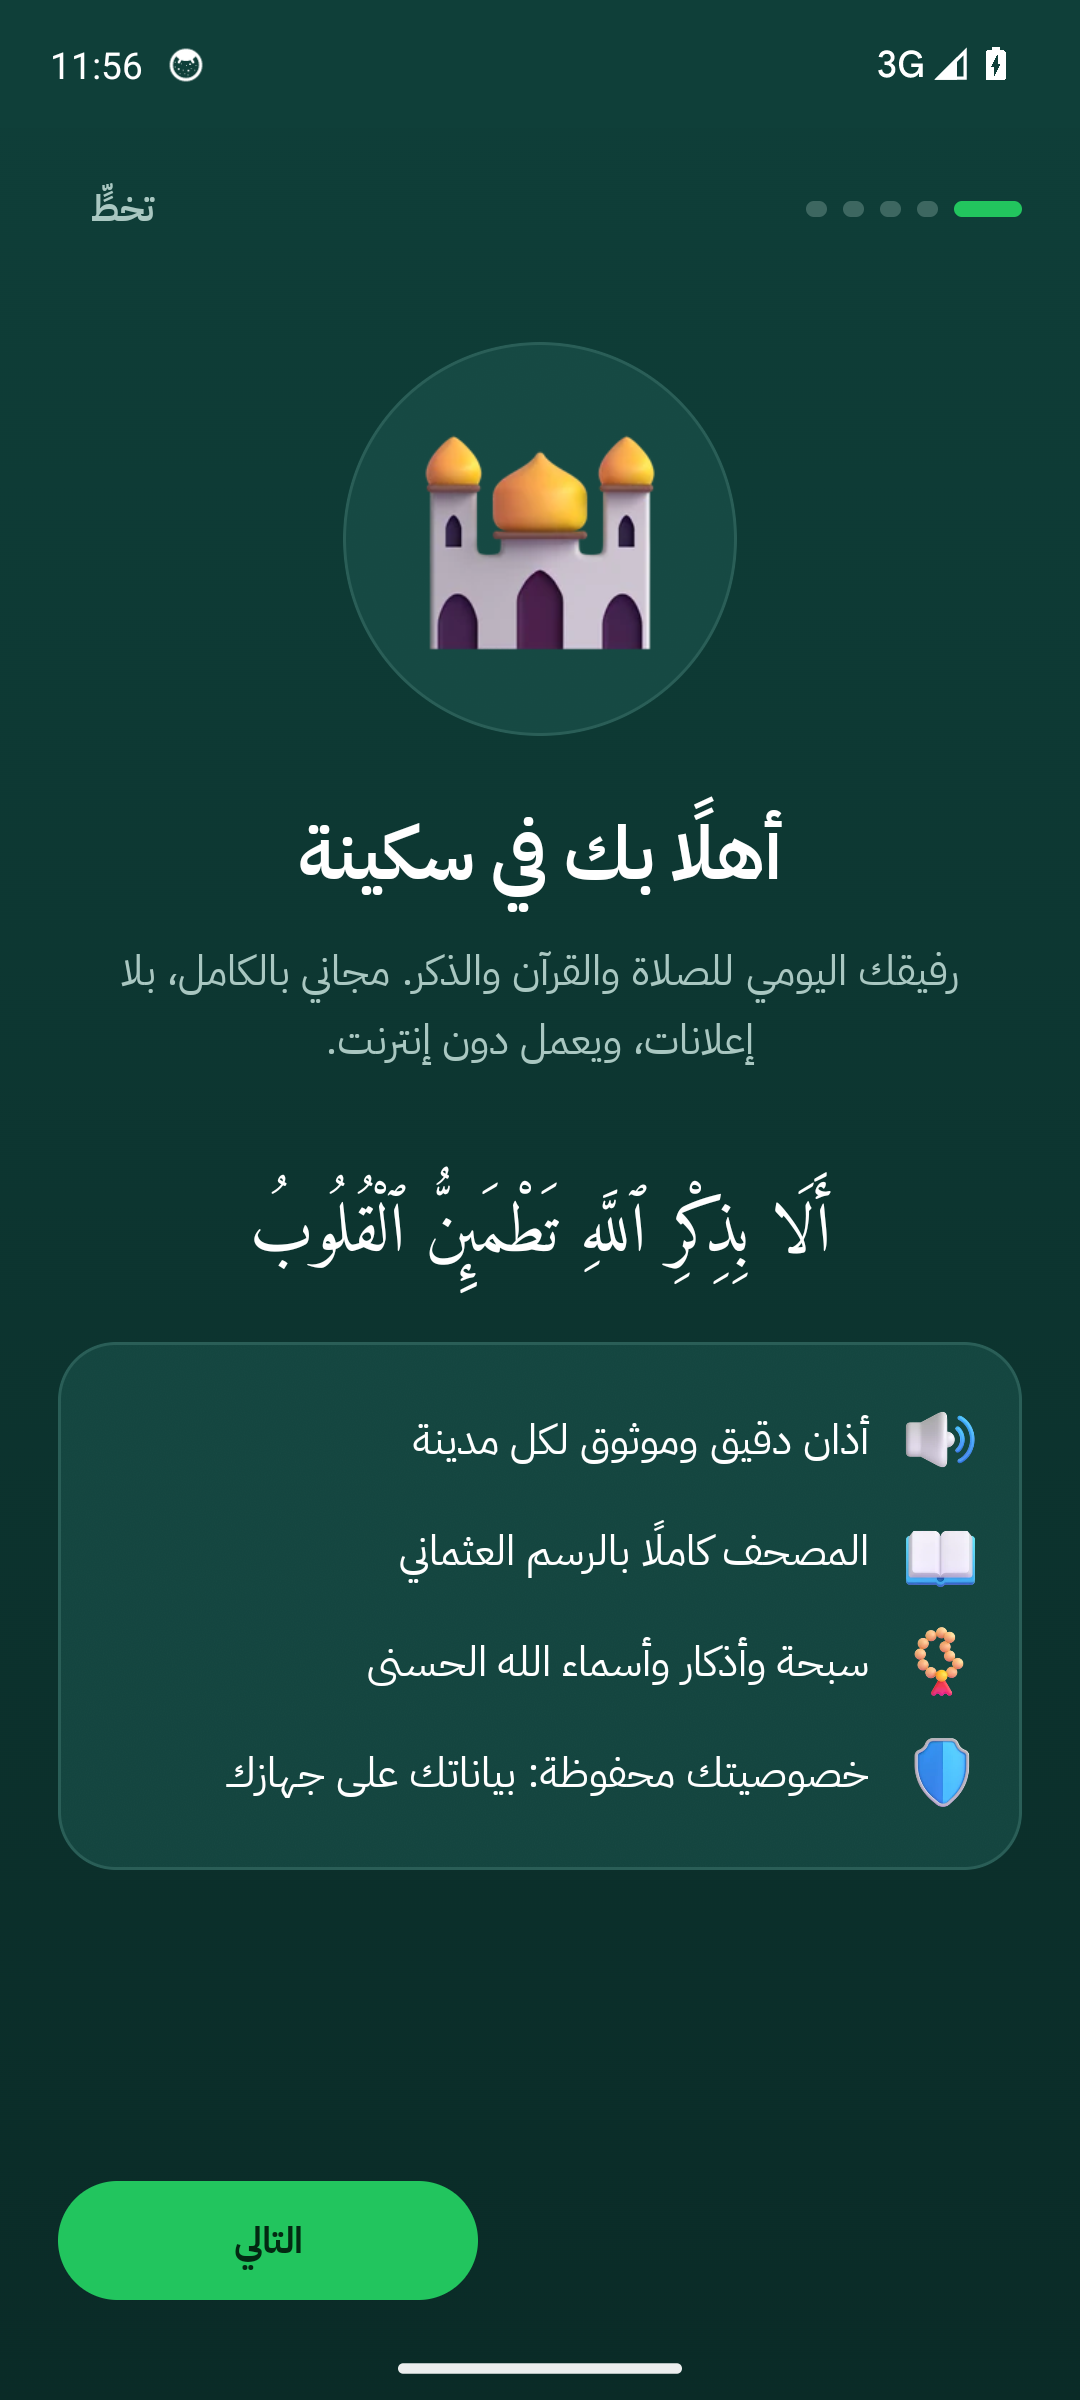 11:56
3G
تخطٍّ
أهلًا بك في سكينة
رفيقك اليومي للصلاة والقرآن والذكر. مجاني بالكامل، بلا
إعلانات، ويعمل دون إنترنت.
أَلَا بِذِكْرِ ٱللَّهِ تَطْمَئِنُّ ٱلْقُلُوبُ
أذان دقيق وموثوق لكل مدينة
المصحف كاملًا بالرسم العثماني
سبحة وأذكار وأسماء الله الحسنى
خصوصيتك محفوظة: بياناتك على جهازك
التالي